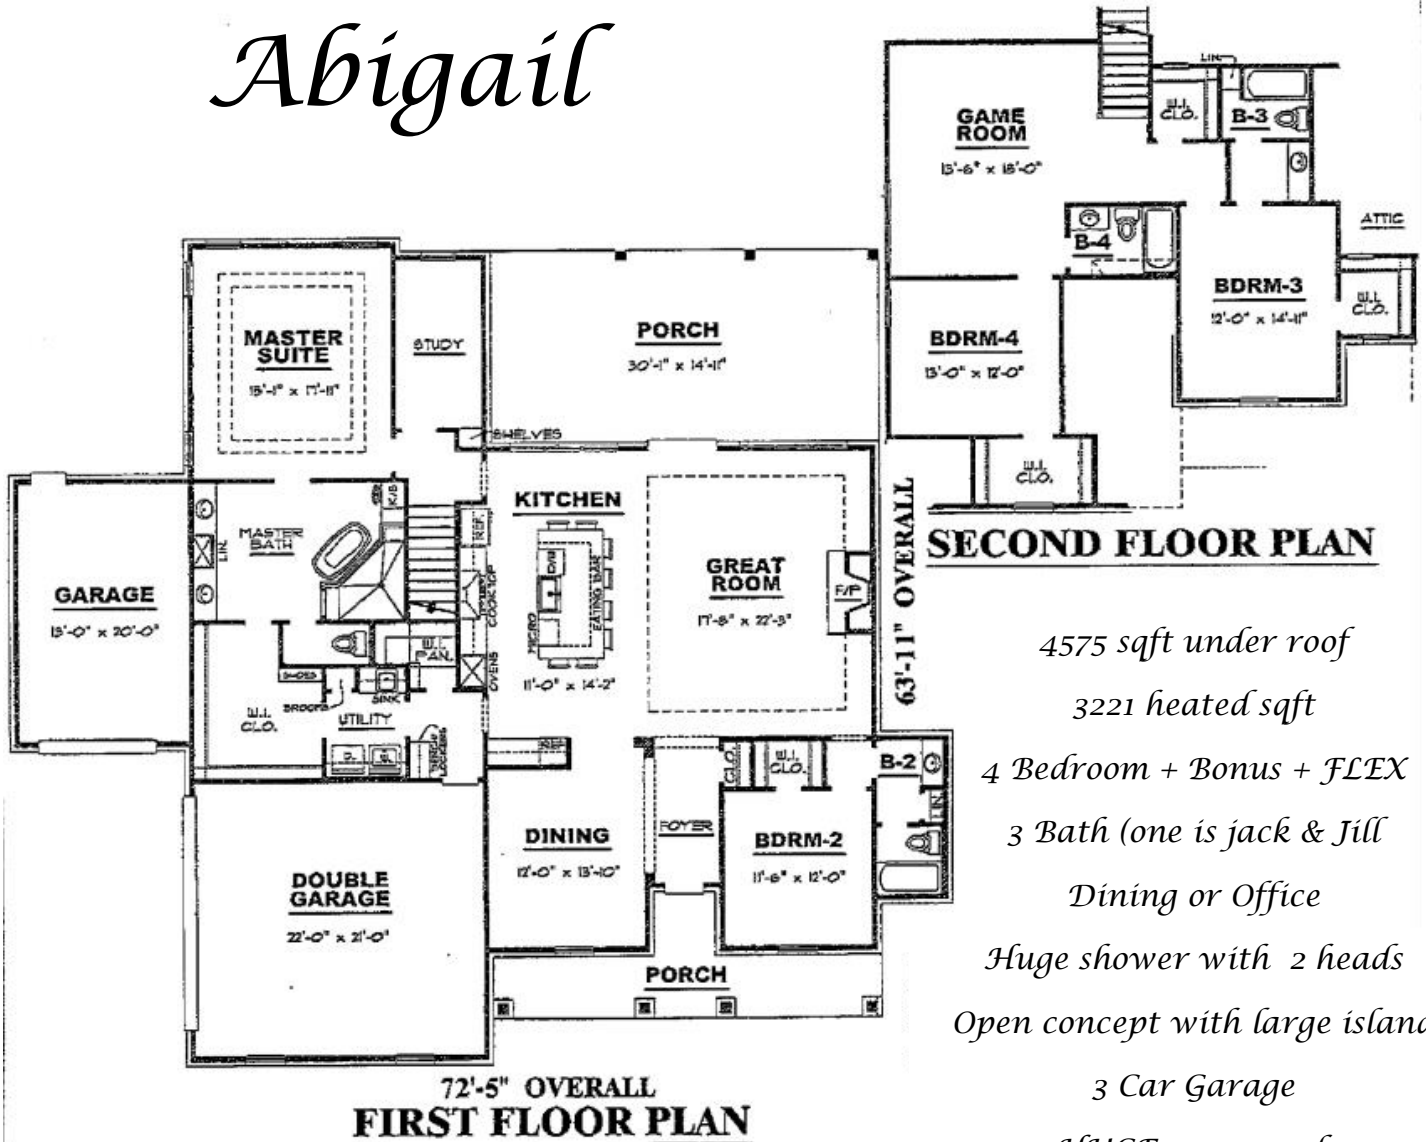 Abigail
LIN.
W.I.
CLO.
B-3
GAME
ROOM
13'-6" x 18'-0"
ATTIC
B-4
BDRM-3
12'-0" x 14'-11"
W.I.
CLO.
BDRM-4
13'-0" x 12'-0"
W.I.
CLO.
SECOND FLOOR PLAN
MASTER
SUITE
STUDY
PORCH
30'-1" x 14'-11"
SHELVES
KITCHEN
REF.
MASTER
BATH
LIN.
GARAGE
13'-0" x 20'-0"
COOKTOP
D/W
EATING BAR
MICRO
OVENS
11'-0" x 14'-2"
GREAT
ROOM
17'-8" x 22'-3"
F/P
63'-11" OVERALL
W.I.
PAN.
SHOES
BROOMS
SINK
W.I.
CLO.
UTILITY
D.
W.
BENCH
LOCKERS
REF.
CLO.
W.I.
CLO.
B-2
LIN.
DINING
12'-0" x 13'-10"
FOYER
BDRM-2
11'-6" x 12'-0"
DOUBLE
GARAGE
22'-0" x 21'-0"
PORCH
72'-5" OVERALL
FIRST FLOOR PLAN
4575 sqft under roof
3221 heated sqft
4 Bedroom + Bonus + FLEX
3 Bath (one is jack & Jill
Dining or Office
Huge shower with 2 heads
Open concept with large island
3 Car Garage